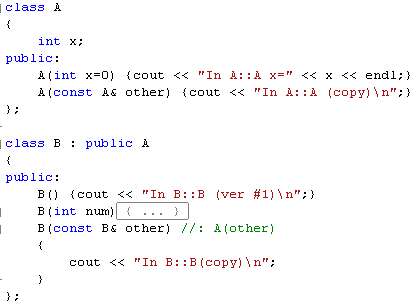 class A
{
int x;
public:
A(int x=0) {cout << "In A::A x=" << x << endl;}
A(const A& other) {cout << "In A::A (copy)\n";}
};
class B : public A
{
public:
B() {cout << "In B::B (ver #1)\n";}
B(int num) { ... }
B(const B& other) //: A(other)
{
cout << "In B::B(copy)\n";
}
};